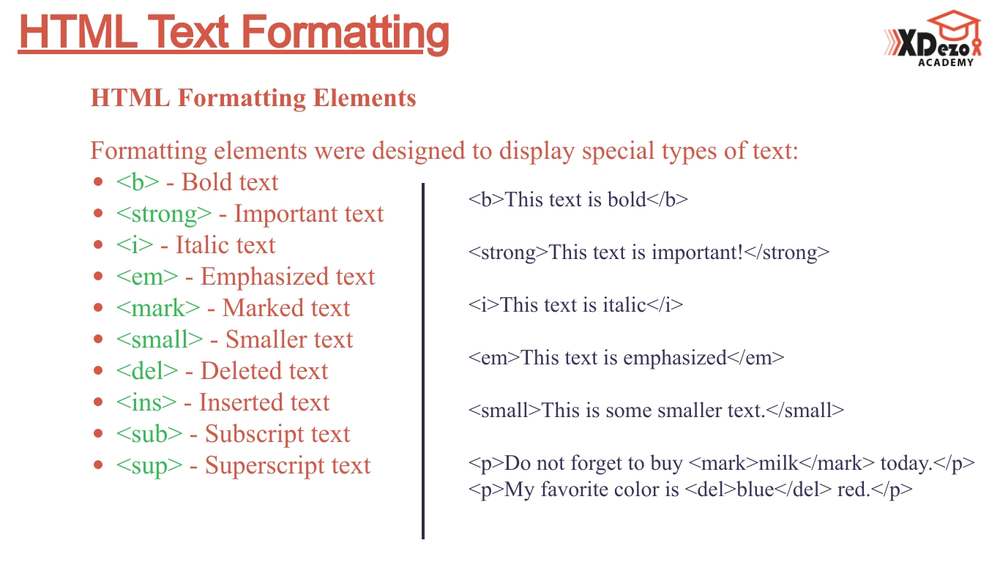 HTML Text Formatting
XDezo
ACADEMY
HTML Formatting Elements
Formatting elements were designed to display special types of text:
• <b> - Bold text
• <strong> - Important text
• <i> - Italic text
• <em> - Emphasized text
• <mark> - Marked text
• <small> - Smaller text
• <del> - Deleted text
• <ins> - Inserted text
• <sub> - Subscript text
• <sup> - Superscript text
<b>This text is bold</b>
<strong>This text is important!</strong>
<i>This text is italic</i>
<em>This text is emphasized</em>
<small>This is some smaller text.</small>
<p>Do not forget to buy <mark>milk</mark> today.</p>
<p>My favorite color is <del>blue</del> red.</p>